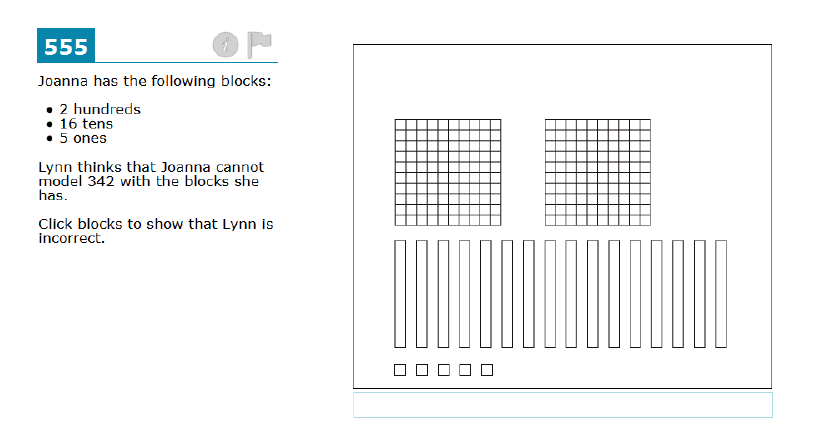 555
Joanna has the following blocks:
• 2 hundreds
• 16 tens
• 5 ones
Lynn thinks that Joanna cannot
model 342 with the blocks she
has.
Click blocks to show that Lynn is
incorrect.